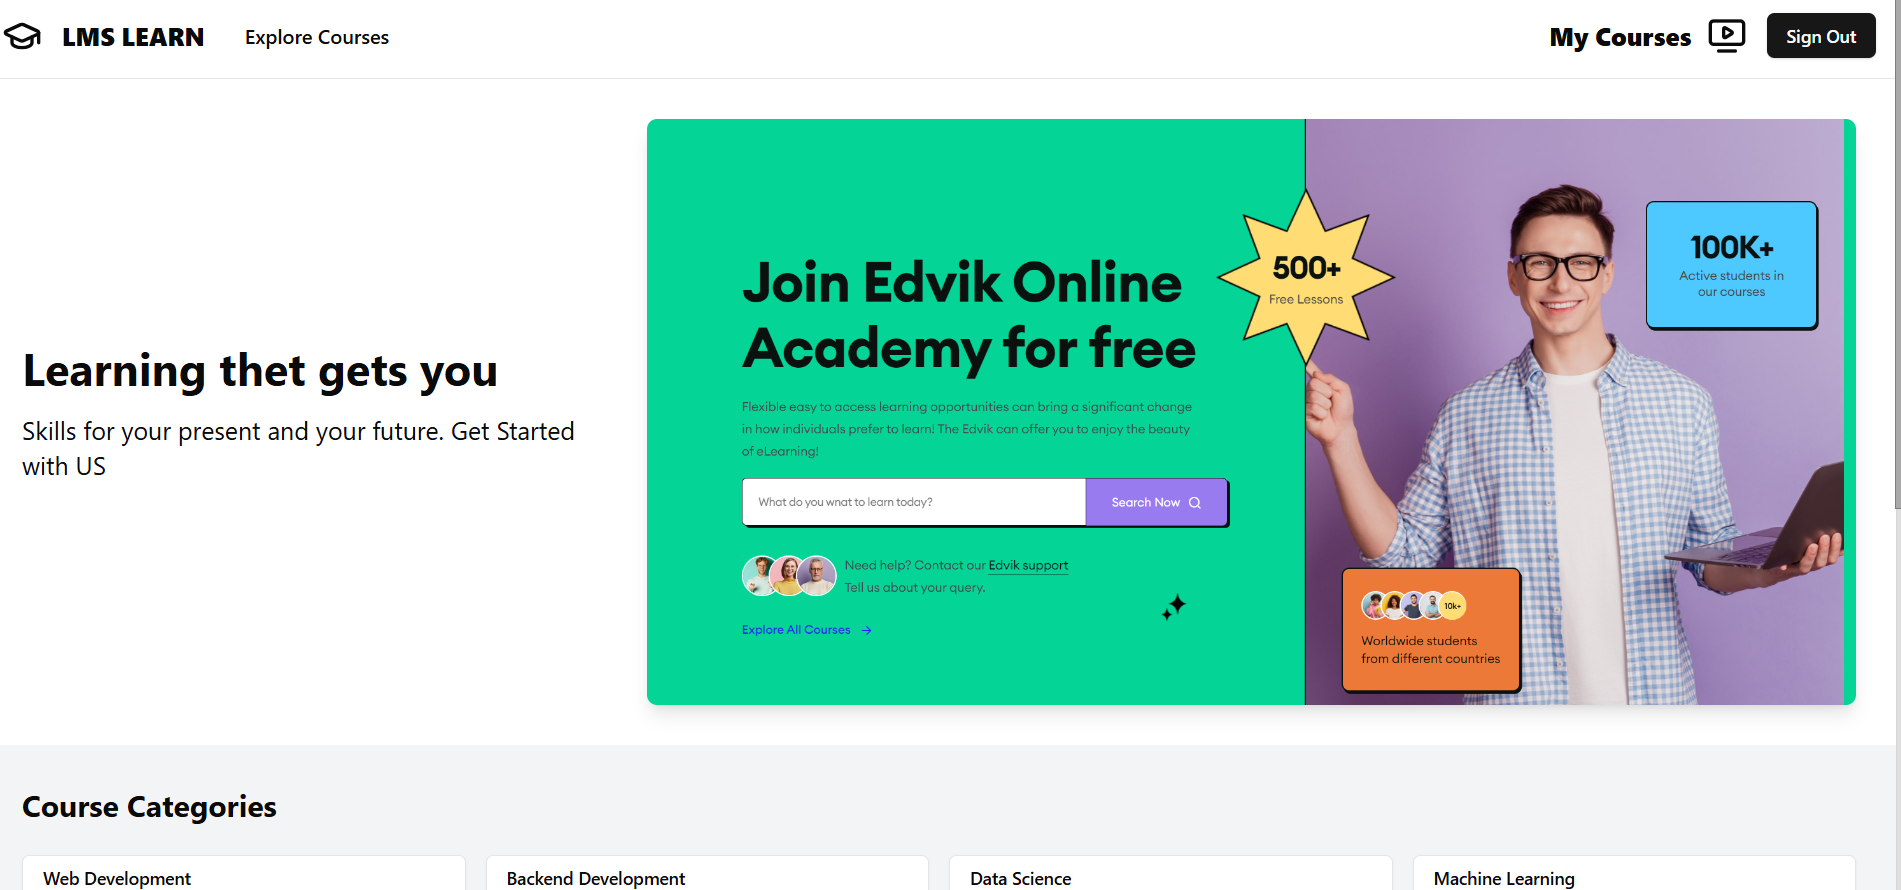 LMS LEARN
Explore Courses
My Courses
Sign Out
Learning thet gets you
Skills for your present and your future. Get Started
with US
Join Edvik Online
Academy for free
Flexible easy to access learning opportunities can bring a significant change
in how individuals prefer to learn! The Edvik can offer you to enjoy the beauty
of eLearning!
What do you wnat to learn today?
Search Now
Need help? Contact our Edvik support
Tell us about your query.
Explore All Courses
500+
Free Lessons
100K+
Active students in
our courses
10k+
Worldwide students
from different countries
Course Categories
Web Development
Backend Development
Data Science
Machine Learning